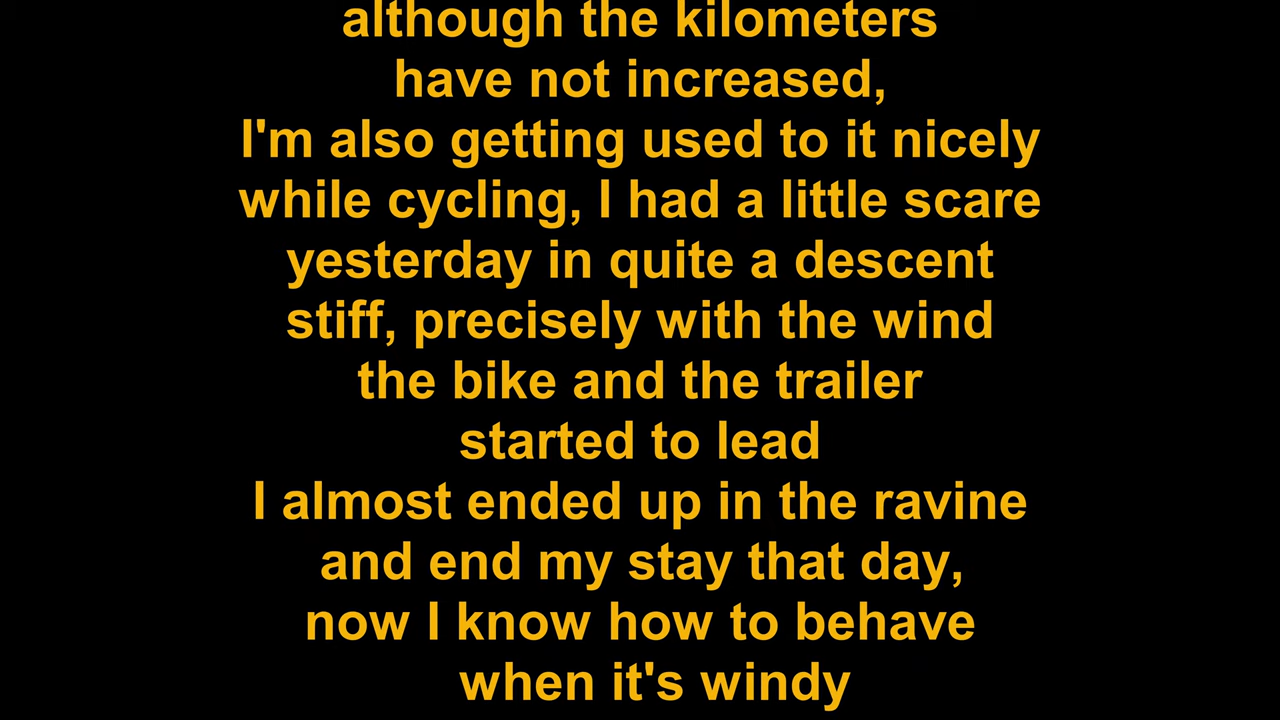 although the kilometers
have not increased,
I'm also getting used to it nicely
while cycling, I had a little scare
yesterday in quite a descent
stiff, precisely with the wind
the bike and the trailer
started to lead
I almost ended up in the ravine
and end my stay that day,
now I know how to behave
when it's windy